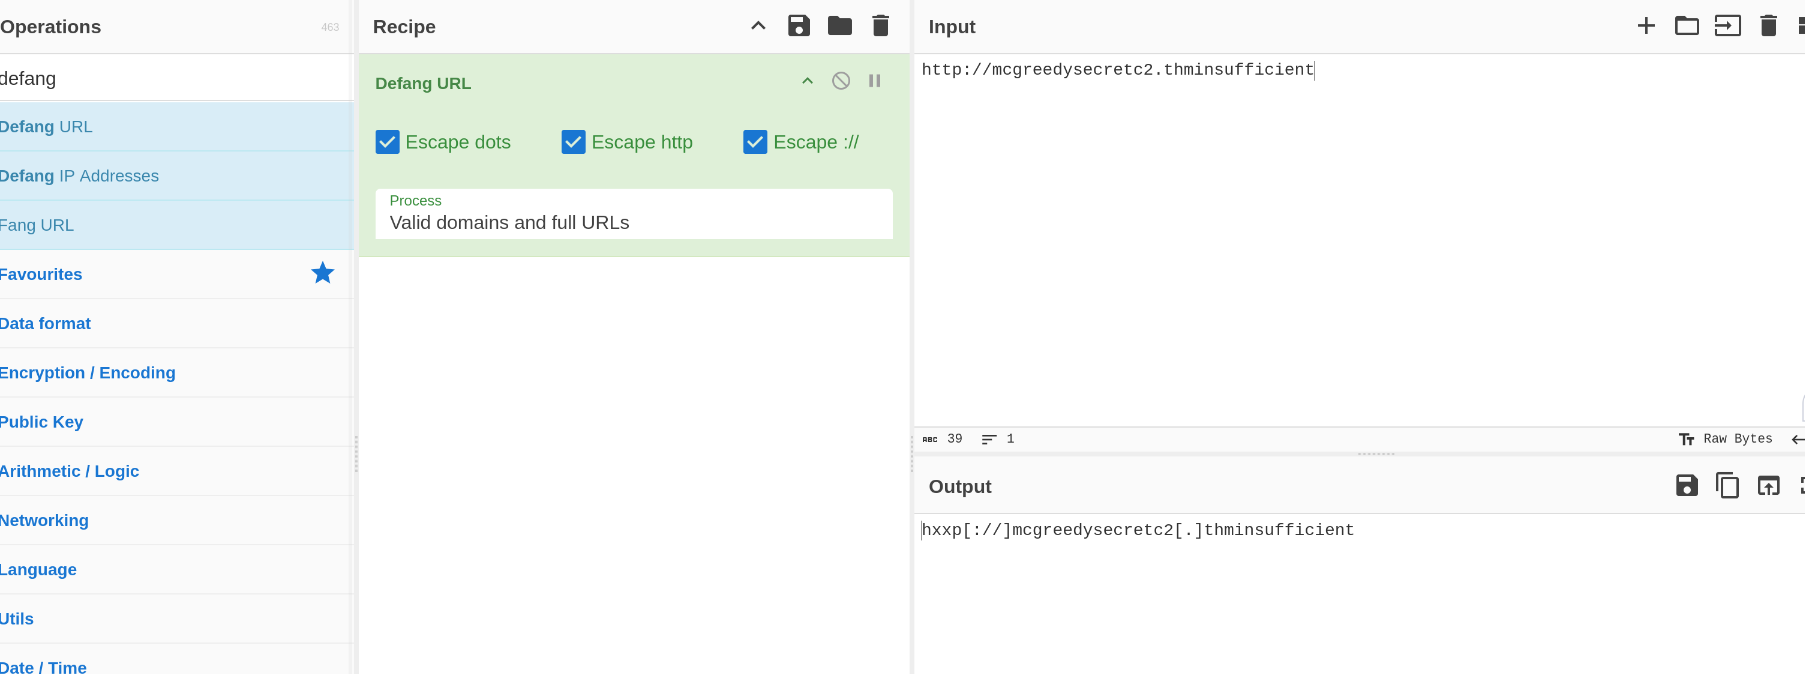 Operations
463
defang
Defang URL
Defang IP Addresses
Fang URL
Favourites
Data format
Encryption / Encoding
Public Key
Arithmetic / Logic
Networking
Language
Utils
Date / Time
Recipe
Defang URL
Escape dots
Escape http
Escape ://
Process
Valid domains and full URLs
Input
http://mcgreedysecretc2.thminsufficient
ABC 39 1
Raw Bytes
Output
hxxp[://]mcgreedysecretc2[.]thminsufficient